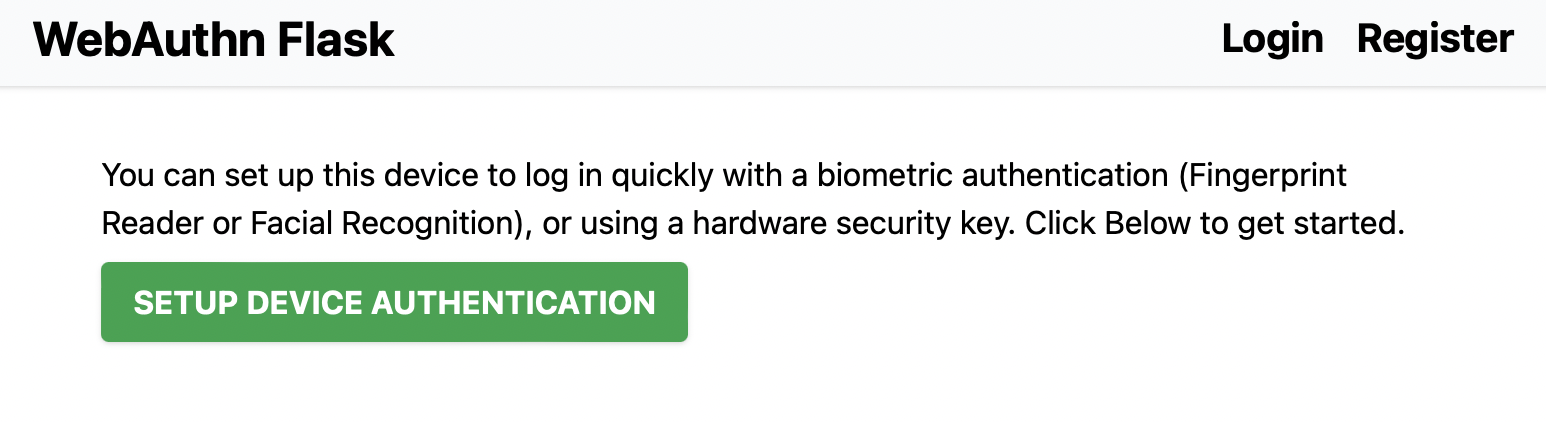 WebAuthn Flask
Login Register
You can set up this device to log in quickly with a biometric authentication (Fingerprint
Reader or Facial Recognition), or using a hardware security key. Click Below to get started.
SETUP DEVICE AUTHENTICATION